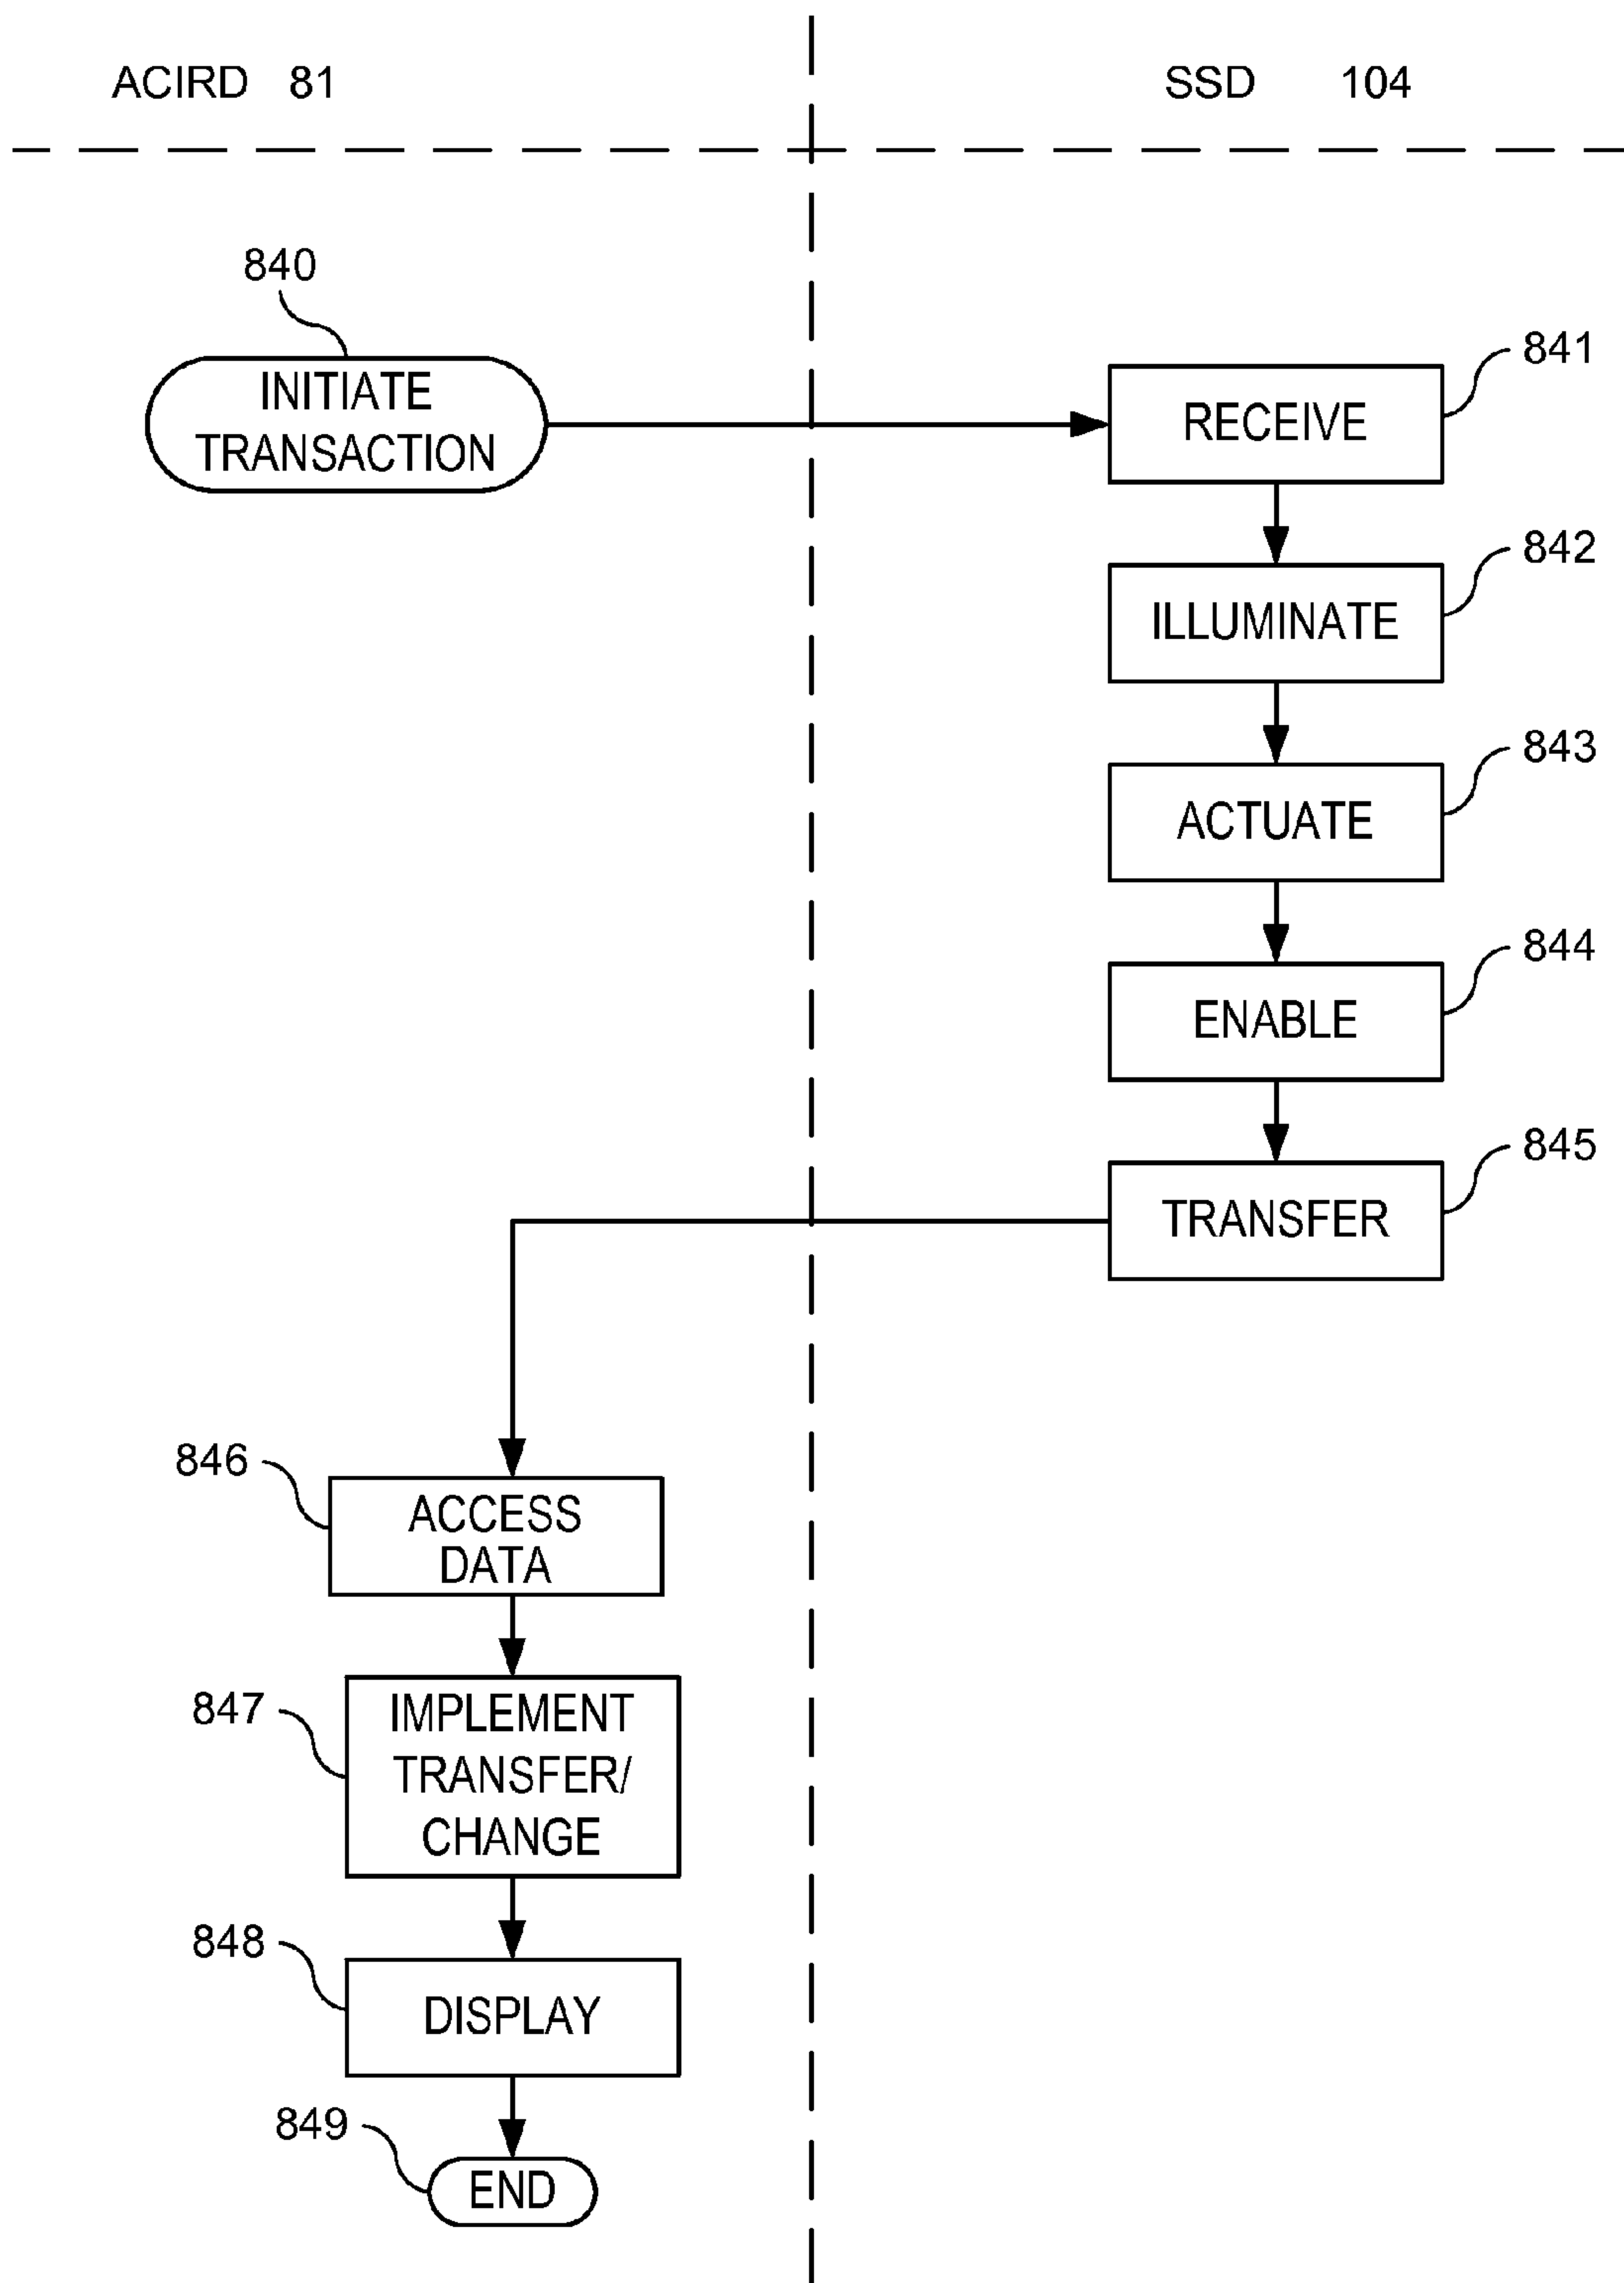 ACIRD 81
SSD 104
840
INITIATE
TRANSACTION
841
RECEIVE
842
ILLUMINATE
843
ACTUATE
844
ENABLE
845
TRANSFER
846
ACCESS
DATA
847
IMPLEMENT
TRANSFER/
CHANGE
848
DISPLAY
849
END